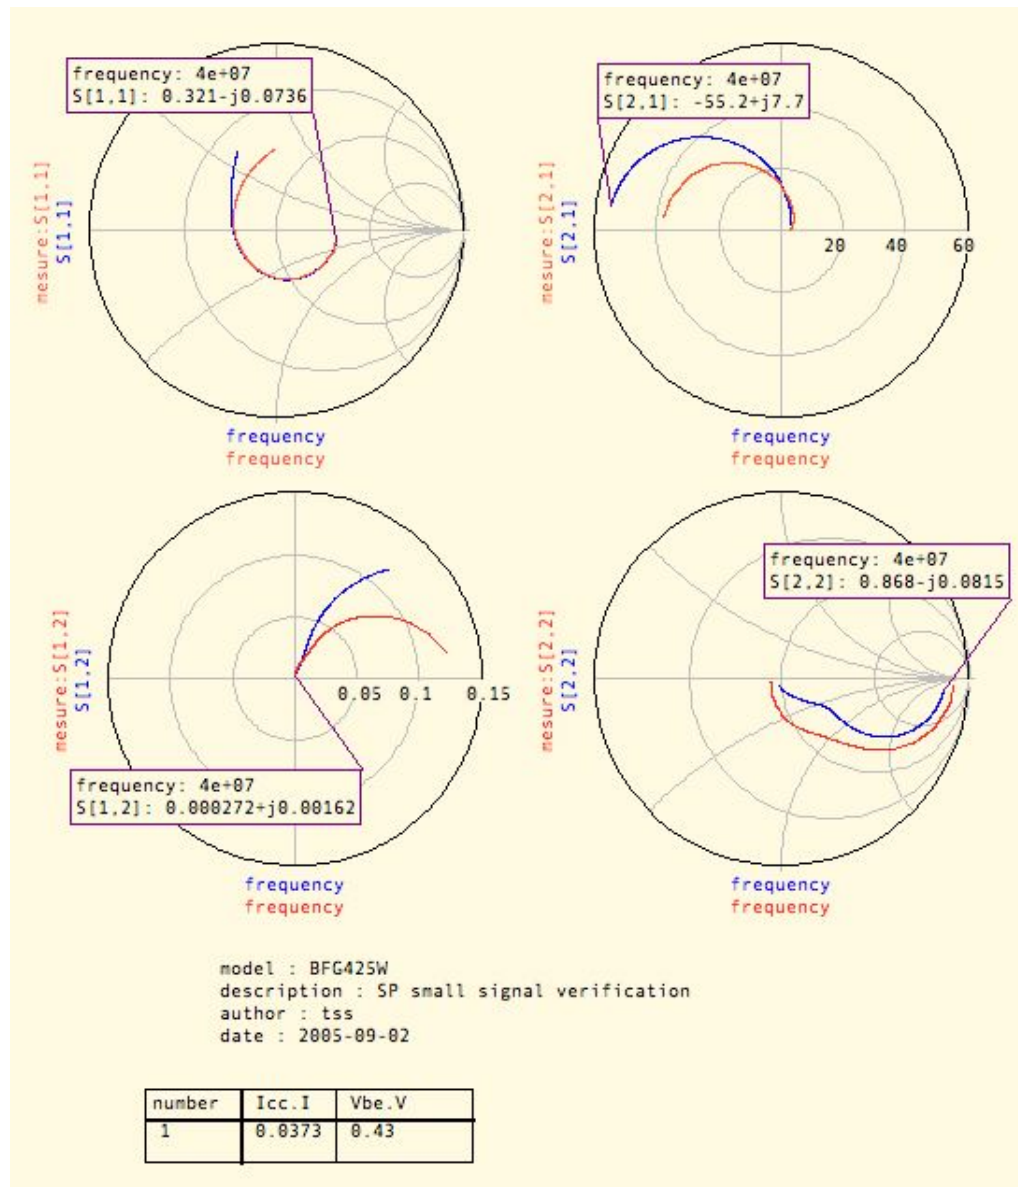 frequency: 4e+07
S[1,1]: 0.321-j0.0736
mesure:S[1,1]
S[1,1]
frequency
frequency
frequency: 4e+07
S[2,1]: -55.2+j7.7
mesure:S[2,1]
S[2,1]
20 40 60
frequency
frequency
mesure:S[1,2]
S[1,2]
0.05 0.1 0.15
frequency: 4e+07
S[1,2]: 0.000272+j0.00162
frequency
frequency
frequency: 4e+07
S[2,2]: 0.868-j0.0815
mesure:S[2,2]
S[2,2]
frequency
frequency
model : BFG425W
description : SP small signal verification
author : tss
date : 2005-09-02
number Icc.I Vbe.V
1 0.0373 0.43